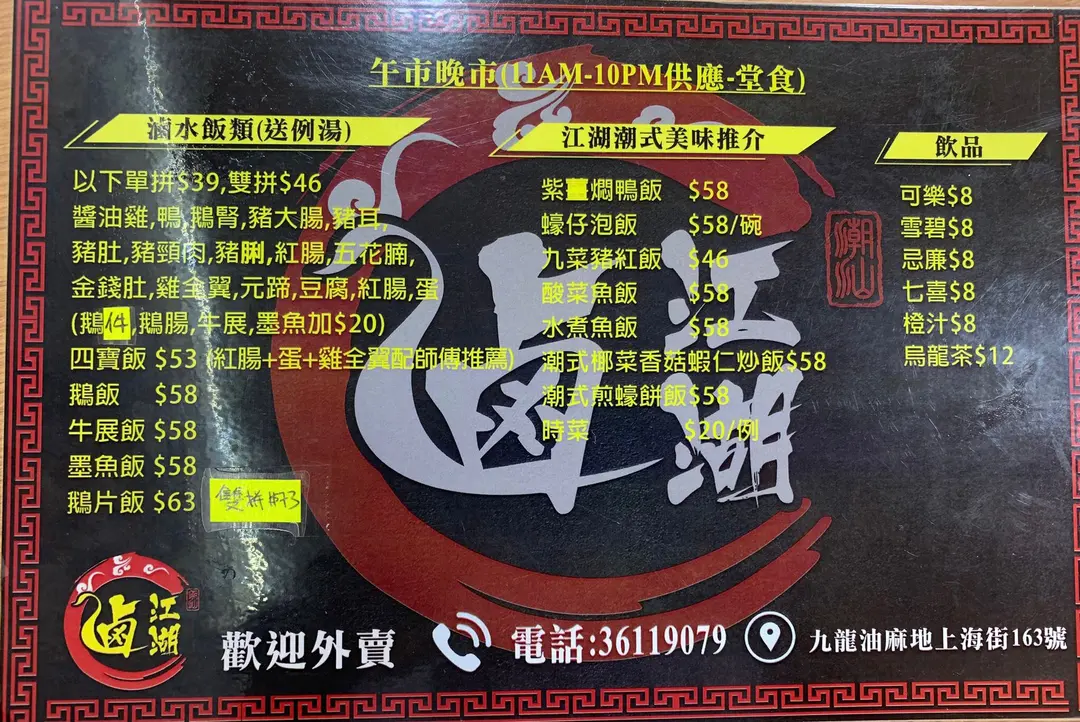 午市晚市(11AM-10PM供應-堂食)
滷水飯類(送例湯)
以下單拼$39,雙拼$46
醬油雞,鴨,鵝腎,豬大腸,豬耳,
豬肚,豬頸肉,豬脷,紅腸,五花腩,
金錢肚,雞全翼,元蹄,豆腐,紅腸,蛋
(鵝件,鵝腸,牛展,墨魚加$20)
四寶飯 $53 (紅腸+蛋+雞全翼配師傅推薦)
鵝飯 $58
牛展飯 $58
墨魚飯 $58
鵝片飯 $63 雙拼$73
江湖潮式美味推介
紫薑燜鴨飯 $58
蠔仔泡飯 $58/碗
九菜豬紅飯 $46
酸菜魚飯 $58
水煮魚飯 $58
潮式榔菜香菇蝦仁炒飯$58
潮式煎蠔餅飯$58
時菜 $20/例
飲品
可樂$8
雪碧$8
忌廉$8
七喜$8
橙汁$8
烏龍茶$12
江湖
鹵
潮汕
江湖
鹵
歡迎外賣
電話:36119079
九龍油麻地上海街163號